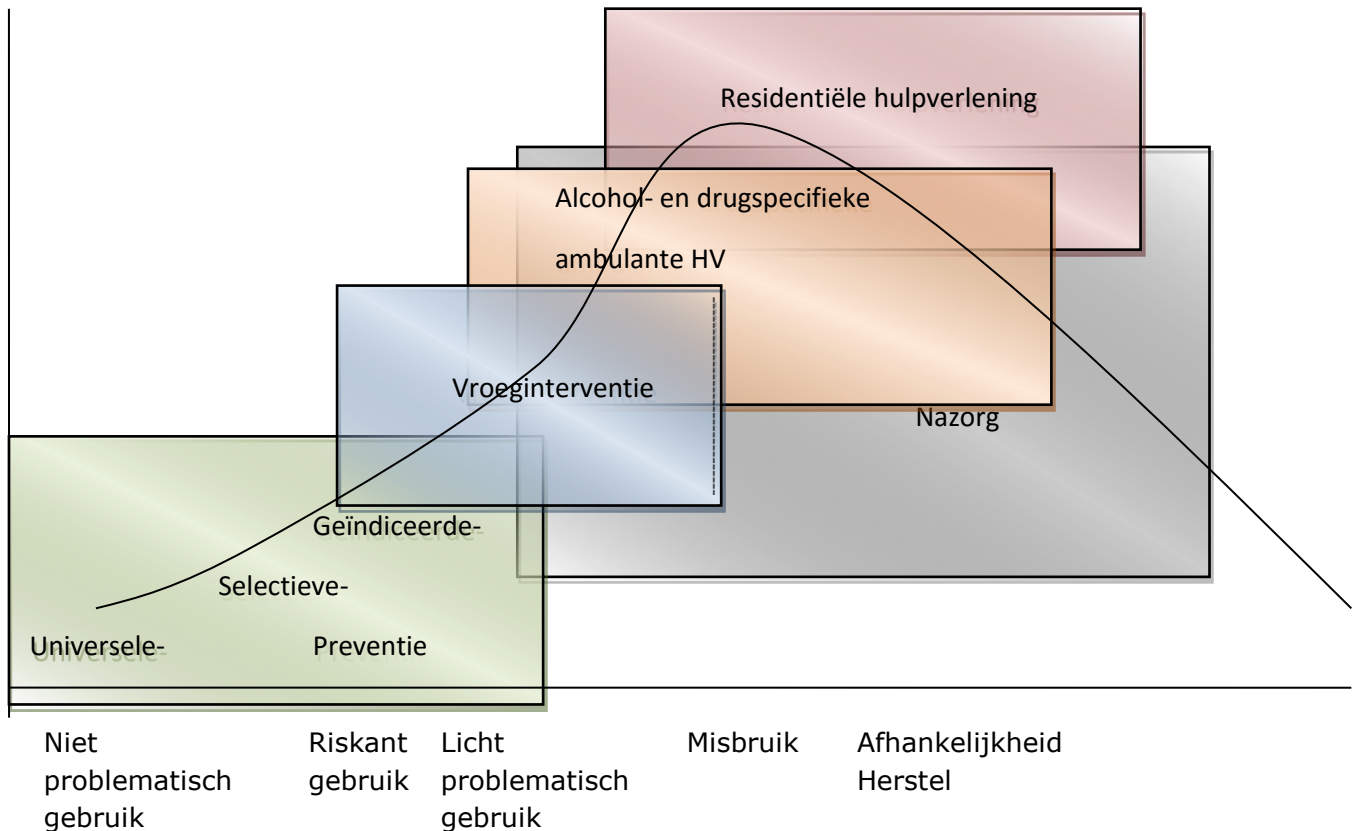 Residentiële hulpverlening
Alcohol- en drugspecifieke
ambulante HV
Vroeginterventie
Nazorg
Geïndiceerde-
Selectieve-
Universele-
Preventie
Niet
problematisch
gebruik
Riskant
gebruik
Licht
problematisch
gebruik
Misbruik
Afhankelijkheid
Herstel